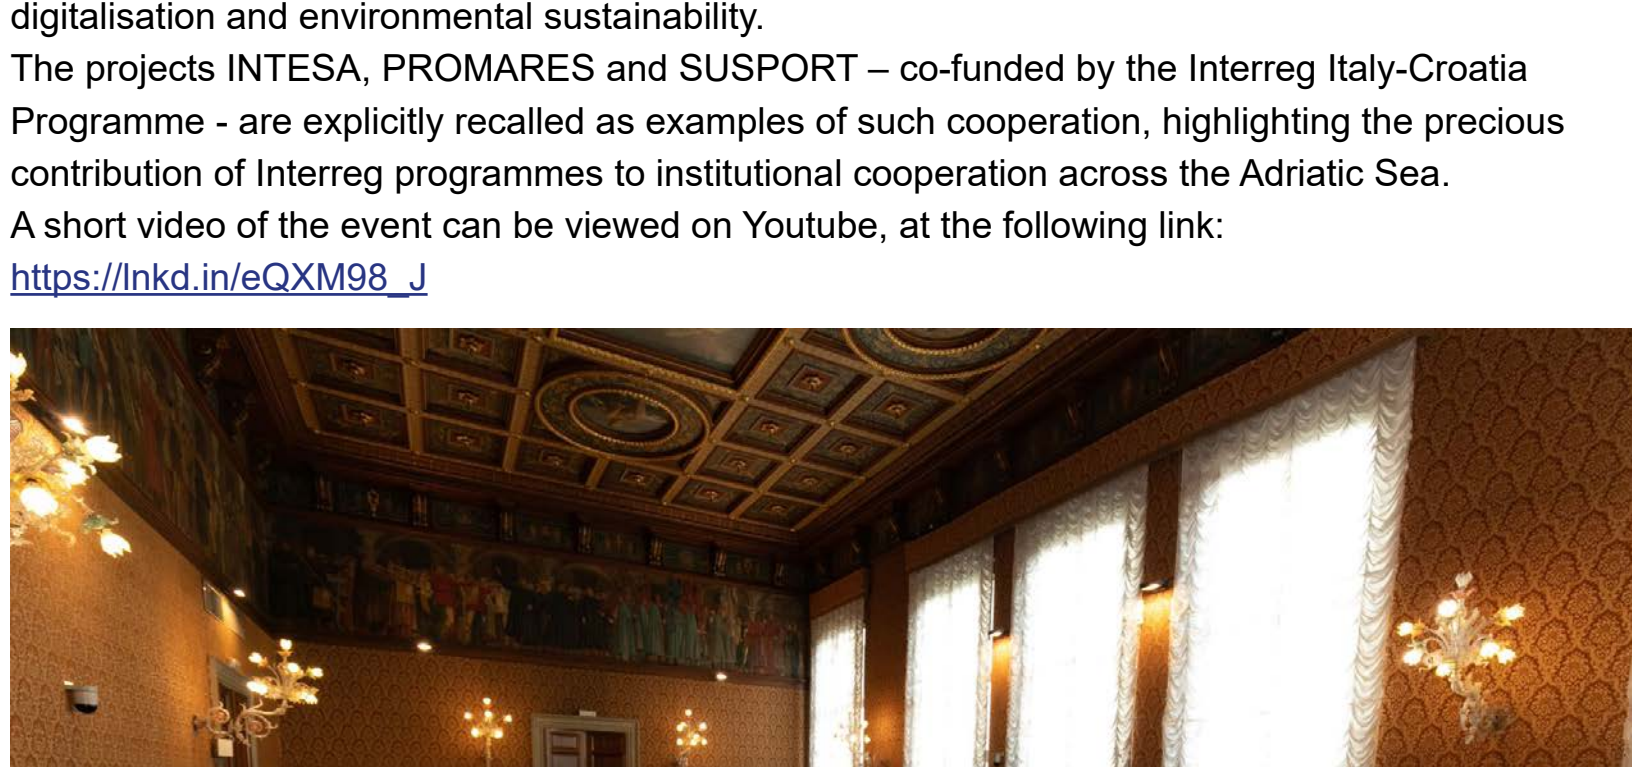 digitalisation and environmental sustainability.
The projects INTESA, PROMARES and SUSPORT – co-funded by the Interreg Italy-Croatia
Programme - are explicitly recalled as examples of such cooperation, highlighting the precious
contribution of Interreg programmes to institutional cooperation across the Adriatic Sea.
A short video of the event can be viewed on Youtube, at the following link:
https://lnkd.in/eQXM98_J